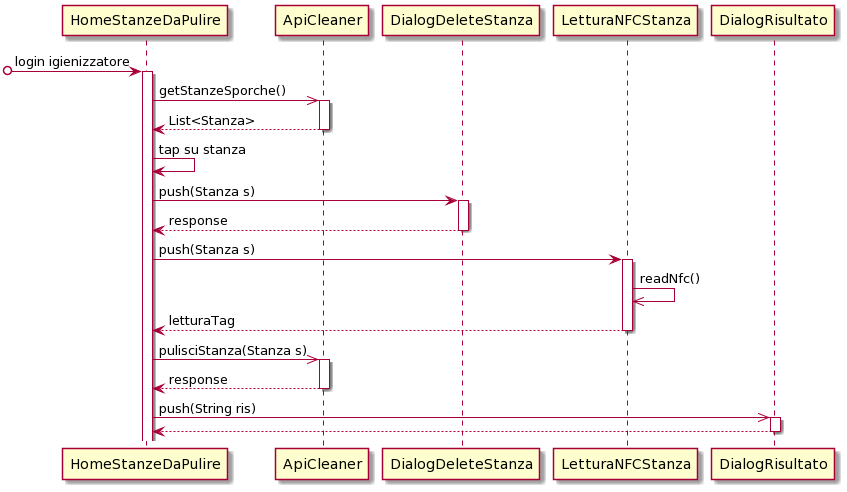 HomeStanzeDaPulire ApiCleaner DialogDeleteStanza LetturaNFCStanza DialogRisultato
login igienizzatore
getStanzeSporche()
List<Stanza>
tap su stanza
push(Stanza s)
response
push(Stanza s)
readNfc()
letturaTag
pulisciStanza(Stanza s)
response
push(String ris)
HomeStanzeDaPulire ApiCleaner DialogDeleteStanza LetturaNFCStanza DialogRisultato